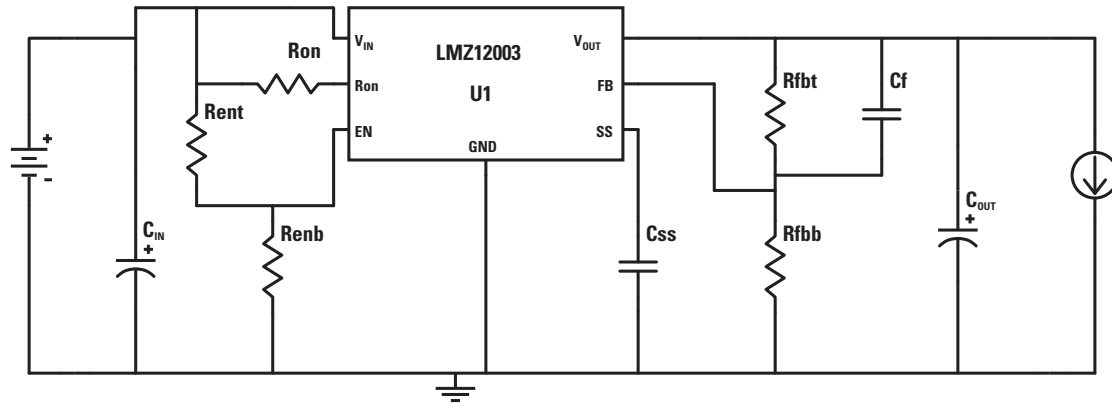 LMZ12003
U1
V_IN
Ron
EN
V_OUT
FB
SS
GND
Ron
Rent
Renb
C_IN
+
+
-
Css
Rfbt
Rfbb
Cf
C_OUT
+